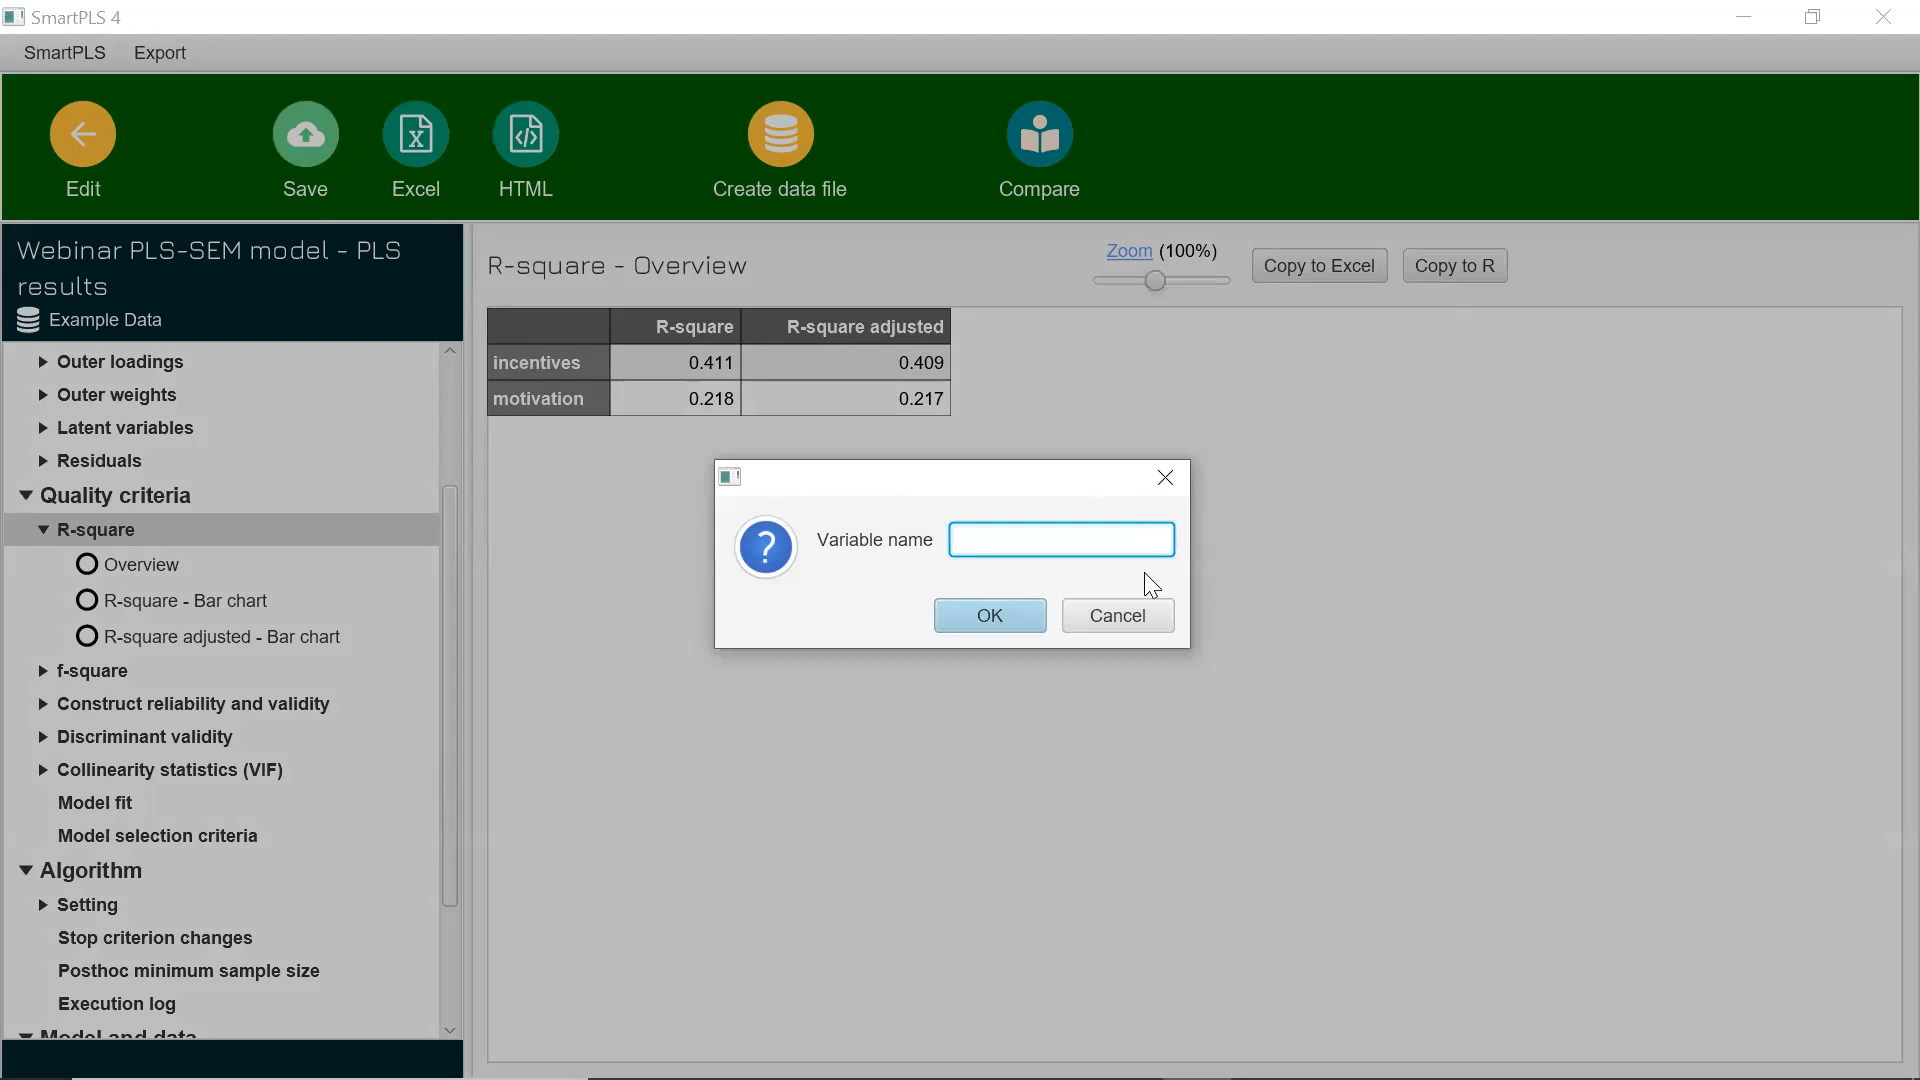 SmartPLS 4
SmartPLS Export
Edit Save Excel HTML Create data file Compare
Webinar PLS-SEM model - PLS
results
Example Data
Outer loadings
Outer weights
Latent variables
Residuals
Quality criteria
R-square
Overview
R-square - Bar chart
R-square adjusted - Bar chart
f-square
Construct reliability and validity
Discriminant validity
Collinearity statistics (VIF)
Model fit
Model selection criteria
Algorithm
Setting
Stop criterion changes
Posthoc minimum sample size
Execution log
Model and data
R-square - Overview
Zoom (100%)
Copy to Excel Copy to R
R-square R-square adjusted
incentives 0.411 0.409
motivation 0.218 0.217
? Variable name
OK Cancel